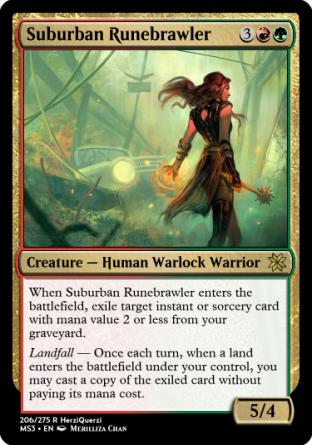 Suburban Runebrawler 3
Creature — Human Warlock Warrior
When Suburban Runebrawler enters the
battlefield, exile target instant or sorcery card
with mana value 2 or less from your
graveyard.
Landfall — Once each turn, when a land
enters the battlefield under your control, you
may cast a copy of the exiled card without
paying its mana cost.
5/4
206/275 R HerziQuerzi
MS3 • EN MERILLIZA CHAN